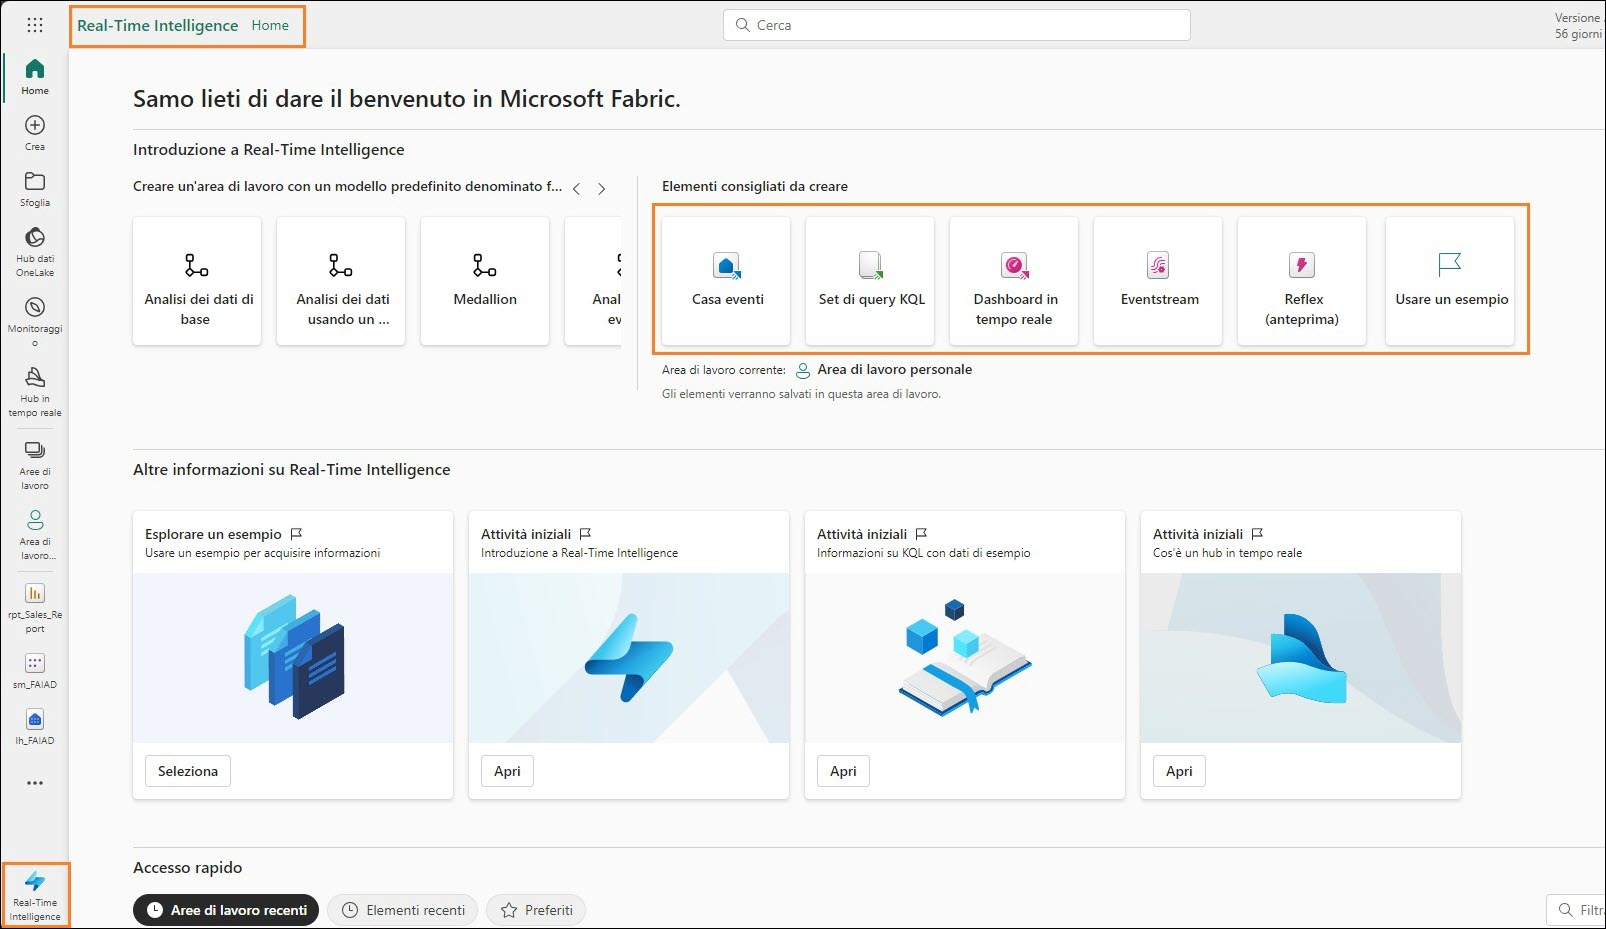 Real-Time Intelligence Home
Cerca
Versione
56 giorni
Home
Crea
Sfoglia
Hub dati
OneLake
Monitoraggi
o
Hub in
tempo reale
Aree di
lavoro
Area di
lavoro...
rpt_Sales_Re
port
sm_FAIAD
lh_FAIAD
Real-Time
Intelligence
Samo lieti di dare il benvenuto in Microsoft Fabric.
Introduzione a Real-Time Intelligence
Creare un'area di lavoro con un modello predefinito denominato f...
Analisi dei dati di
base
Analisi dei dati
usando un ...
Medallion
Anal
ev
Elementi consigliati da creare
Casa eventi
Set di query KQL
Dashboard in
tempo reale
Eventstream
Reflex
(anteprima)
Usare un esempio
Area di lavoro corrente: Area di lavoro personale
Gli elementi verranno salvati in questa area di lavoro.
Altre informazioni su Real-Time Intelligence
Esplorare un esempio
Usare un esempio per acquisire informazioni
Seleziona
Attività iniziali
Introduzione a Real-Time Intelligence
Apri
Attività iniziali
Informazioni su KQL con dati di esempio
Apri
Attività iniziali
Cos'è un hub in tempo reale
Apri
Accesso rapido
Aree di lavoro recenti
Elementi recenti
Preferiti
Filtr